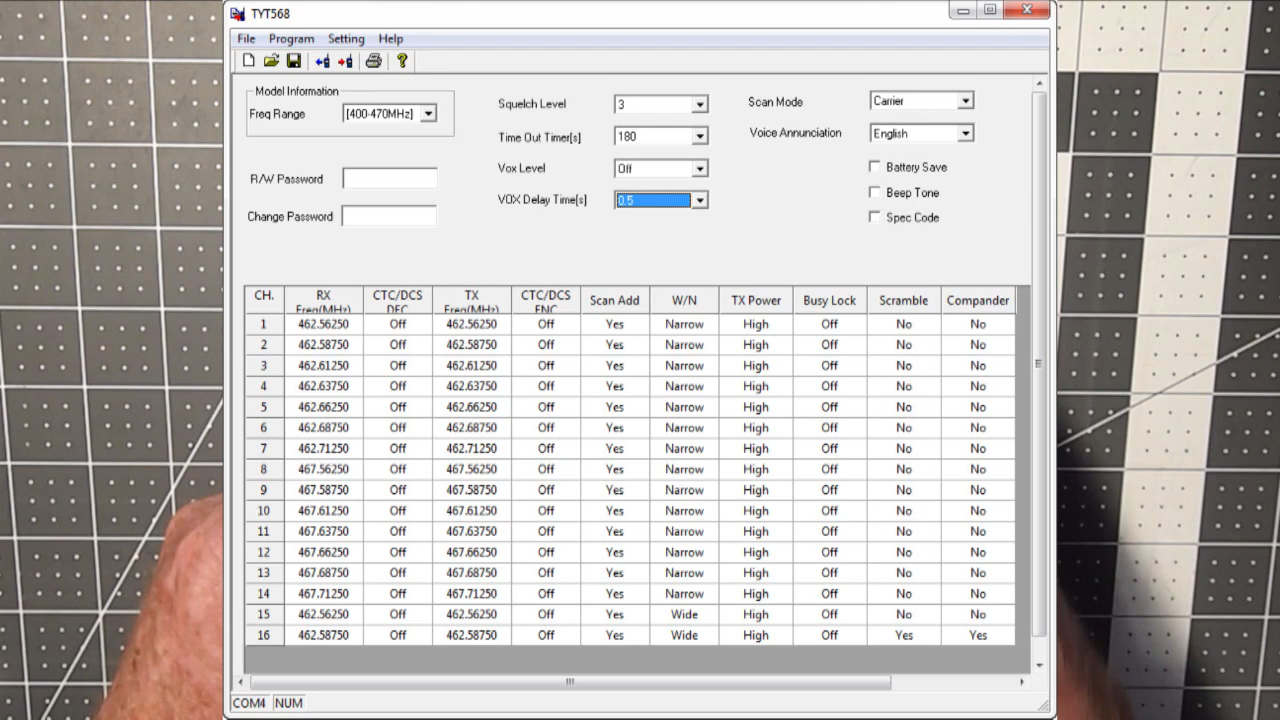 TYT568
File Program Setting Help
Model Information
Freq Range [400-470MHz]
R/W Password
Change Password
Squelch Level 3
Time Out Timer[s] 180
Vox Level Off
VOX Delay Time[s] 0.5
Scan Mode Carrier
Voice Annunciation English
Battery Save
Beep Tone
Spec Code
CH. RX Freq(MHz) CTC/DCS DEC TX Freq(MHz) CTC/DCS ENC Scan Add W/N TX Power Busy Lock Scramble Compander
1 462.56250 Off 462.56250 Off Yes Narrow High Off No No
2 462.58750 Off 462.58750 Off Yes Narrow High Off No No
3 462.61250 Off 462.61250 Off Yes Narrow High Off No No
4 462.63750 Off 462.63750 Off Yes Narrow High Off No No
5 462.66250 Off 462.66250 Off Yes Narrow High Off No No
6 462.68750 Off 462.68750 Off Yes Narrow High Off No No
7 462.71250 Off 462.71250 Off Yes Narrow High Off No No
8 467.56250 Off 467.56250 Off Yes Narrow High Off No No
9 467.58750 Off 467.58750 Off Yes Narrow High Off No No
10 467.61250 Off 467.61250 Off Yes Narrow High Off No No
11 467.63750 Off 467.63750 Off Yes Narrow High Off No No
12 467.66250 Off 467.66250 Off Yes Narrow High Off No No
13 467.68750 Off 467.68750 Off Yes Narrow High Off No No
14 467.71250 Off 467.71250 Off Yes Narrow High Off No No
15 462.56250 Off 462.56250 Off Yes Wide High Off No No
16 462.58750 Off 462.58750 Off Yes Wide High Off Yes Yes
COM4 NUM